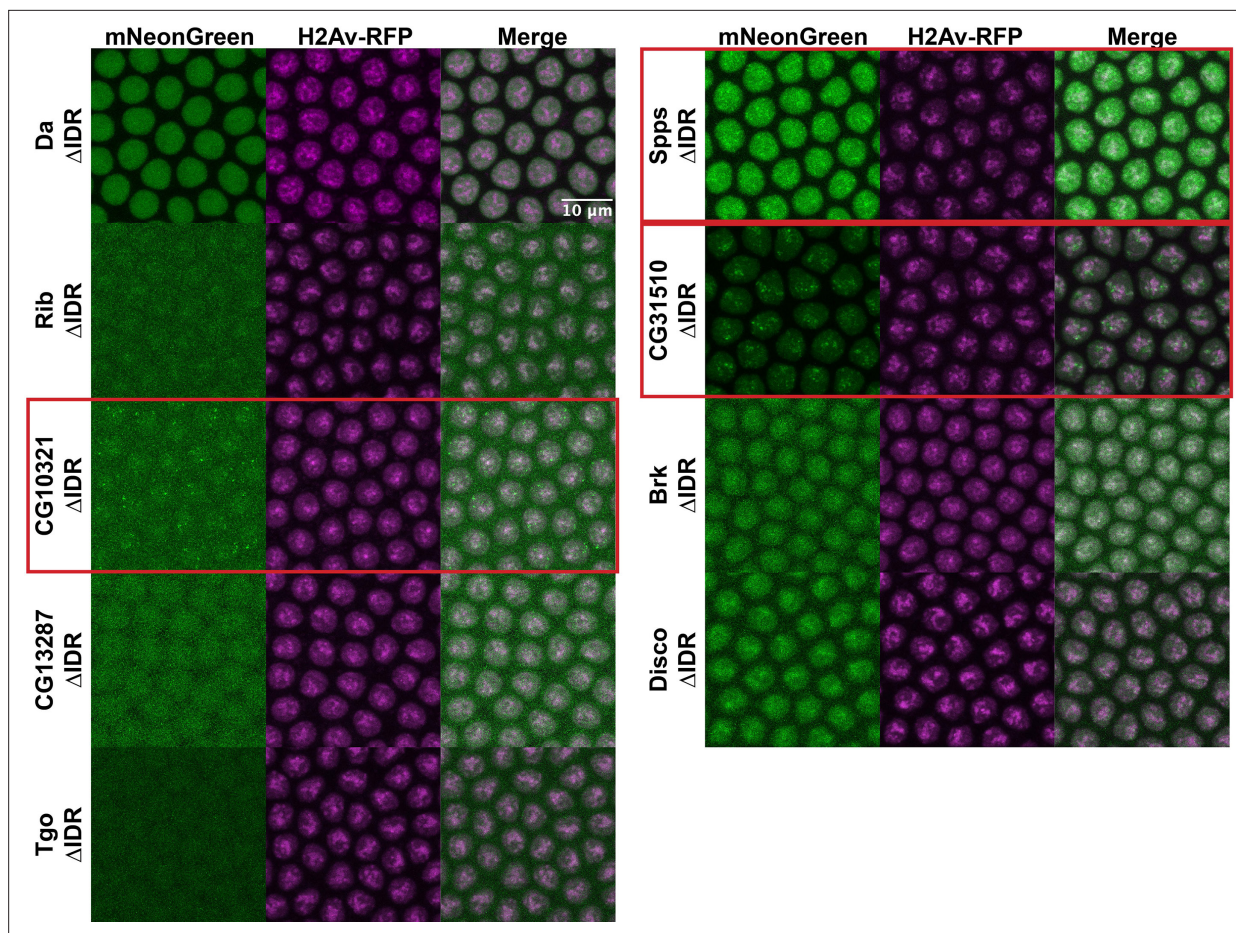 mNeonGreen H2Av-RFP Merge
Da
ΔIDR
10 μm
Rib
ΔIDR
CG10321
ΔIDR
CG13287
ΔIDR
Tgo
ΔIDR
mNeonGreen H2Av-RFP Merge
Spps
ΔIDR
CG31510
ΔIDR
Brk
ΔIDR
Disco
ΔIDR